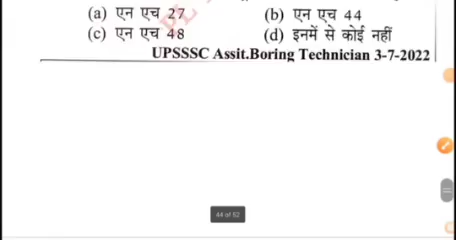 (a) एन एच 27 (b) एन एच 44
(c) एन एच 48 (d) इनमें से कोई नहीं
UPSSSC Assit.Boring Technician 3-7-2022
44 of 52